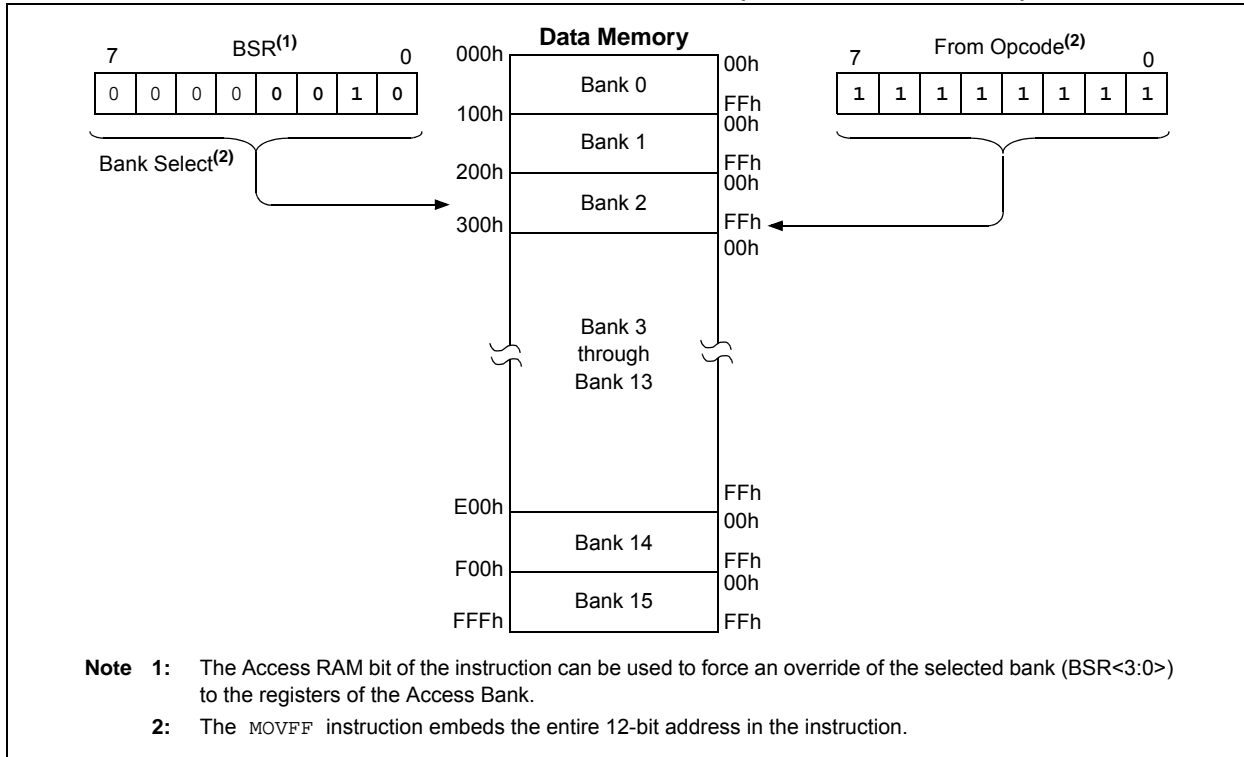 Data Memory
7 BSR(1) 0
0 0 0 0 0 0 1 0
Bank Select(2)
000h
100h
200h
300h
E00h
F00h
FFFh
Bank 0
Bank 1
Bank 2
Bank 3
through
Bank 13
Bank 14
Bank 15
00h
FFh
00h
FFh
00h
FFh
00h
FFh
00h
FFh
00h
FFh
7 From Opcode(2) 0
1 1 1 1 1 1 1 1
Note 1: The Access RAM bit of the instruction can be used to force an override of the selected bank (BSR<3:0>)
to the registers of the Access Bank.
2: The MOVFF instruction embeds the entire 12-bit address in the instruction.